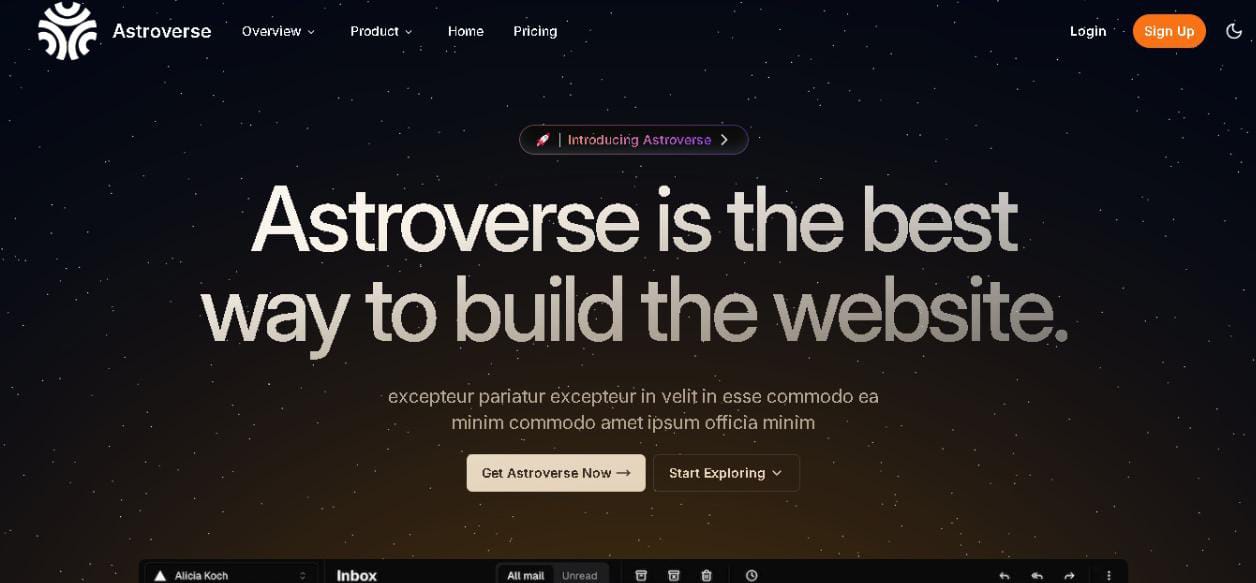 Astroverse Overview Product Home Pricing Login Sign Up
🚀 | Introducing Astroverse
Astroverse is the best
way to build the website.
excepteur pariatur excepteur in velit in esse commodo ea
minim commodo amet ipsum officia minim
Get Astroverse Now → Start Exploring
Alicia Koch Inbox All mail Unread